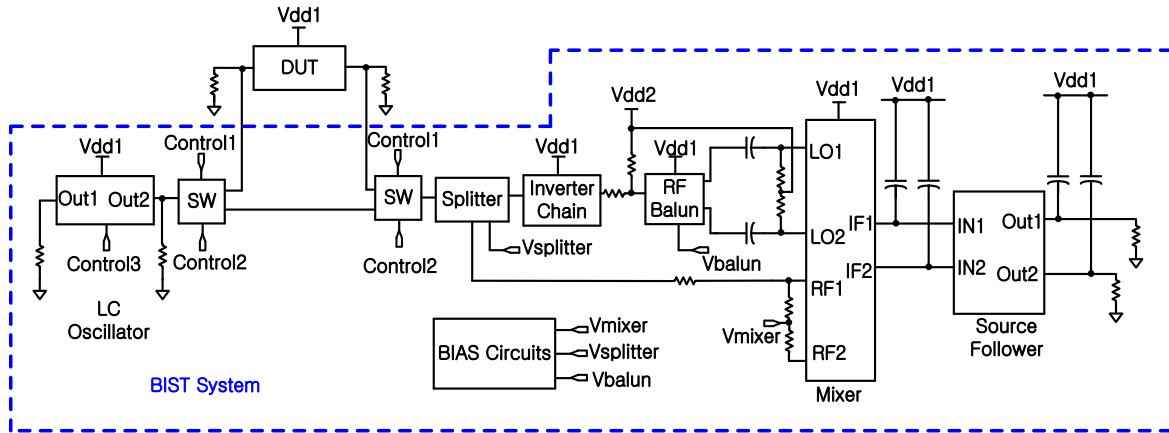 Vdd1
DUT
Vdd1
Out1
Out2
Control3
LC
Oscillator
Control1
SW
Control2
Control1
SW
Control2
Splitter
Vsplitter
Vdd1
Inverter
Chain
Vdd2
Vdd1
RF
Balun
Vbalun
Vdd1
LO1
LO2
RF1
RF2
IF1
IF2
Mixer
Vmixer
Vdd1
IN1
IN2
Out1
Out2
Source
Follower
Vdd1
BIAS Circuits
Vmixer
Vsplitter
Vbalun
BIST System